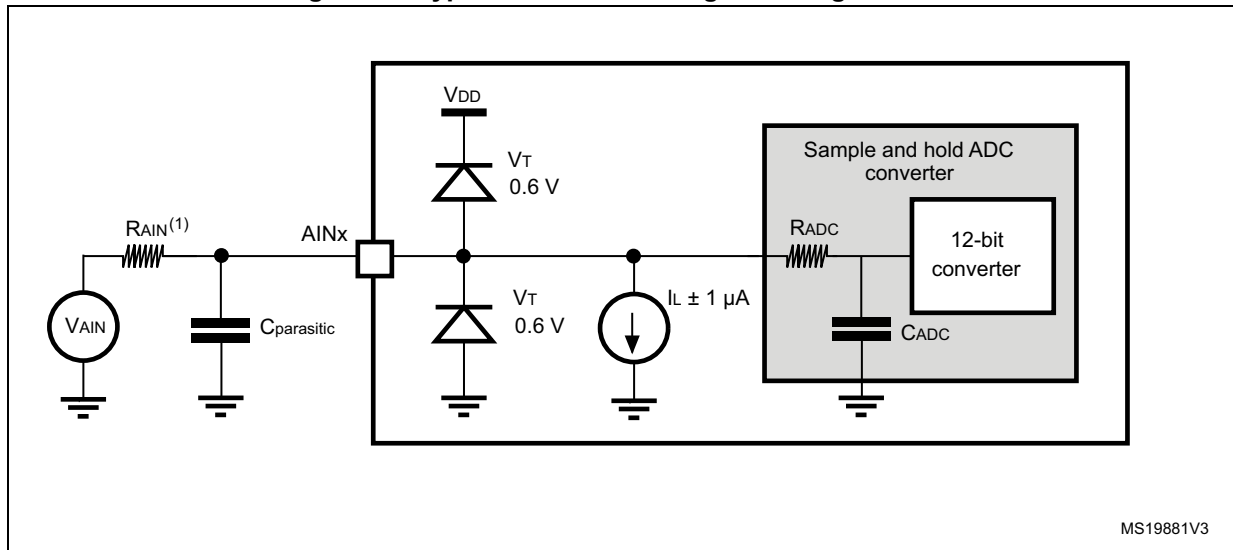 VDD
VT
0.6 V
Sample and hold ADC
converter
RAIN(1)
AINx
RADC
12-bit
converter
VT
0.6 V
IL ± 1 µA
VAIN
Cparasitic
CADC
MS19881V3